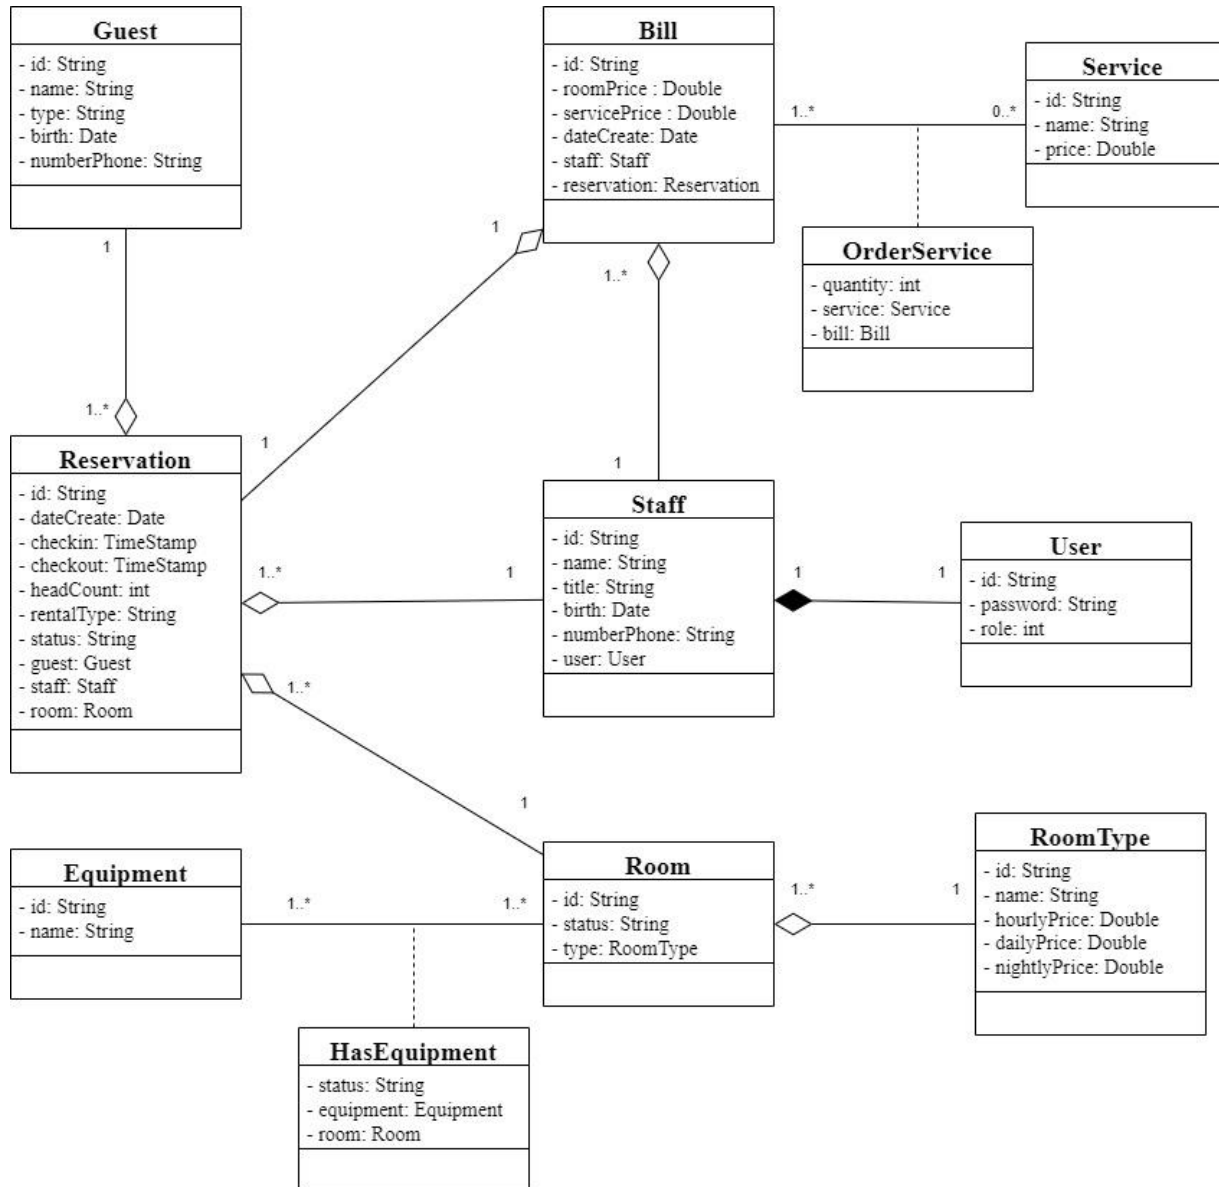 Guest
- id: String
- name: String
- type: String
- birth: Date
- numberPhone: String
1
1..*
Bill
- id: String
- roomPrice : Double
- servicePrice : Double
- dateCreate: Date
- staff: Staff
- reservation: Reservation
1..*
0..*
Service
- id: String
- name: String
- price: Double
OrderService
- quantity: int
- service: Service
- bill: Bill
1
1
1..*
1
Reservation
- id: String
- dateCreate: Date
- checkin: TimeStamp
- checkout: TimeStamp
- headCount: int
- rentalType: String
- status: String
- guest: Guest
- staff: Staff
- room: Room
1..*
1
Staff
- id: String
- name: String
- title: String
- birth: Date
- numberPhone: String
- user: User
1
1
User
- id: String
- password: String
- role: int
1..*
1
Equipment
- id: String
- name: String
1..*
1..*
Room
- id: String
- status: String
- type: RoomType
1..*
1
RoomType
- id: String
- name: String
- hourlyPrice: Double
- dailyPrice: Double
- nightlyPrice: Double
HasEquipment
- status: String
- equipment: Equipment
- room: Room